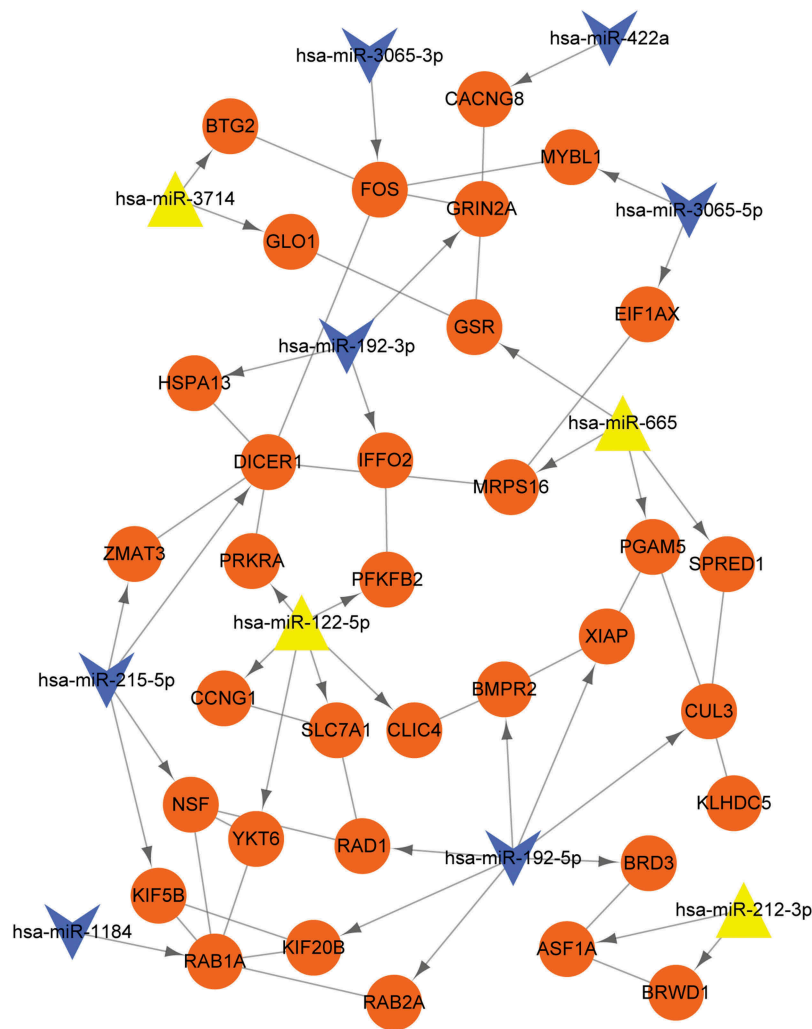 hsa-miR-3065-3p
hsa-miR-422a
CACNG8
BTG2
MYBL1
FOS
hsa-miR-3714
GRIN2A
hsa-miR-3065-5p
GLO1
EIF1AX
GSR
hsa-miR-192-3p
HSPA13
hsa-miR-665
DICER1
IFFO2
MRPS16
ZMAT3
PRKRA
PFKFB2
PGAM5
SPRED1
hsa-miR-122-5p
XIAP
hsa-miR-215-5p
CCNG1
SLC7A1
CLIC4
BMPR2
CUL3
NSF
YKT6
RAD1
KLHDC5
hsa-miR-192-5p
BRD3
KIF5B
hsa-miR-212-3p
hsa-miR-1184
RAB1A
KIF20B
ASF1A
RAB2A
BRWD1